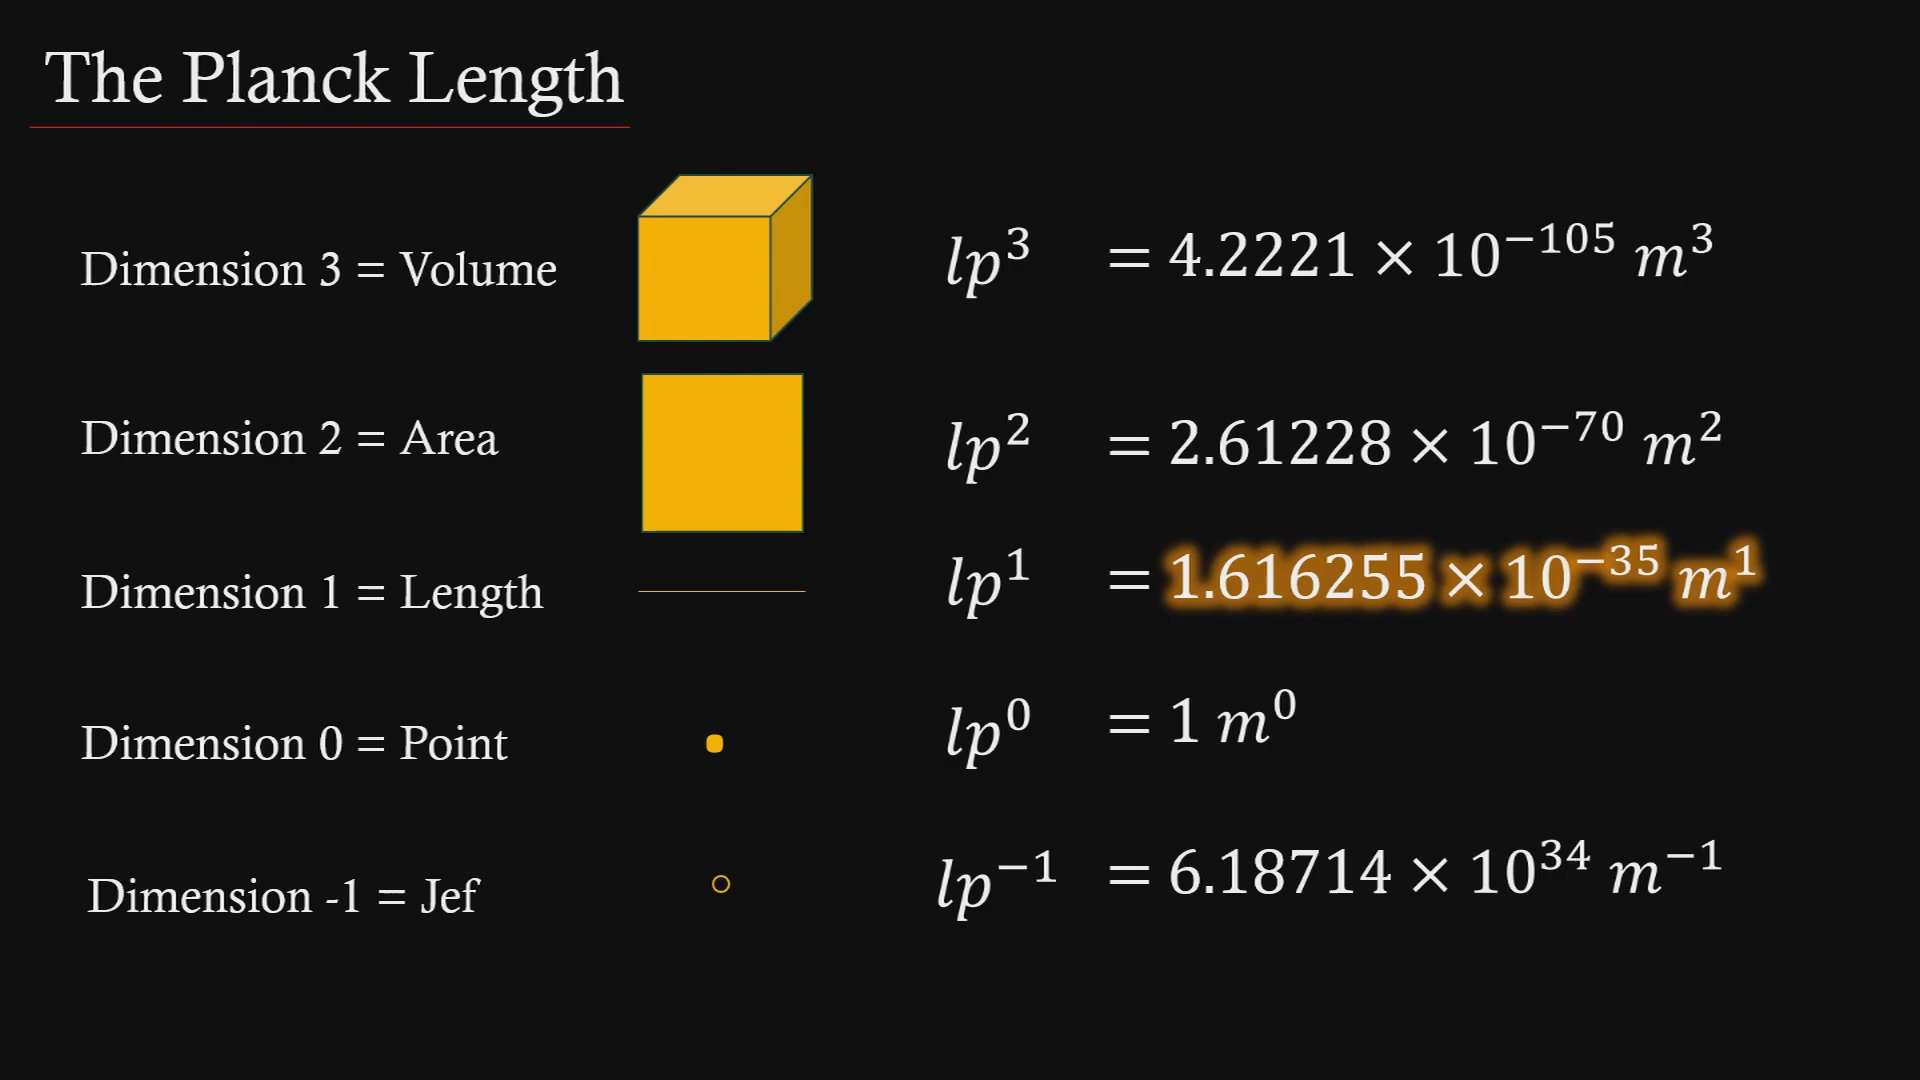 The Planck Length
Dimension 3 = Volume
lp³ = 4.2221 × 10⁻¹⁰⁵ m³
Dimension 2 = Area
lp² = 2.61228 × 10⁻⁷⁰ m²
Dimension 1 = Length
lp¹ = 1.616255 × 10⁻³⁵ m¹
Dimension 0 = Point
lp⁰ = 1 m⁰
Dimension -1 = Jef
lp⁻¹ = 6.18714 × 10³⁴ m⁻¹